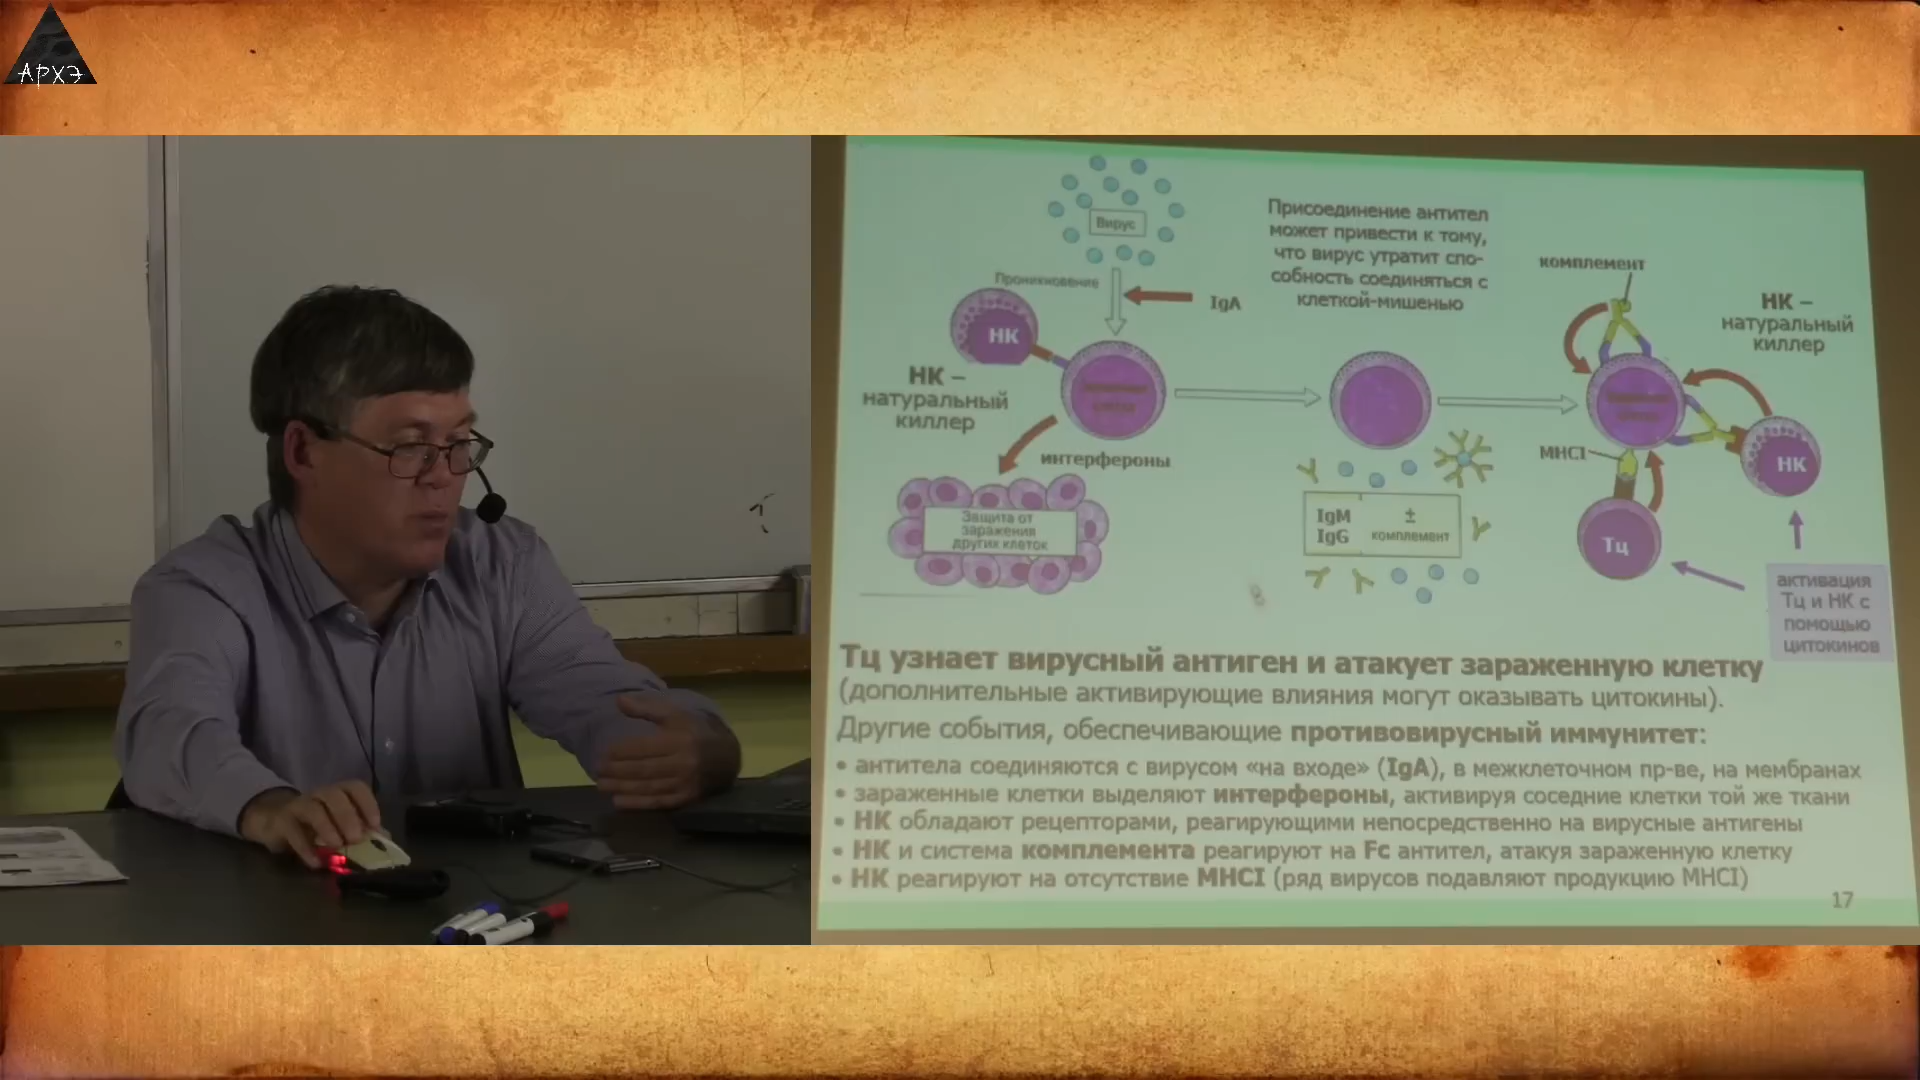 АРХЭ
Вирус
Проникновение
IgA
НК
НК –
натуральный
киллер
интерфероны
Защита от
заражения
других клеток
Присоединение антител
может привести к тому,
что вирус утратит спо-
собность соединяться с
клеткой-мишенью
IgM
IgG
±
комплемент
комплемент
НК –
натуральный
киллер
MHCI
НК
Тц
активация
Тц и НК с
помощью
цитокинов
Тц узнает вирусный антиген и атакует зараженную клетку
(дополнительные активирующие влияния могут оказывать цитокины).
Другие события, обеспечивающие противовирусный иммунитет:
• антитела соединяются с вирусом «на входе» (IgA), в межклеточном пр-ве, на мембранах
• зараженные клетки выделяют интерфероны, активируя соседние клетки той же ткани
• НК обладают рецепторами, реагирующими непосредственно на вирусные антигены
• НК и система комплемента реагируют на Fc антител, атакуя зараженную клетку
• НК реагируют на отсутствие MHCI (ряд вирусов подавляют продукцию MHCI)
17